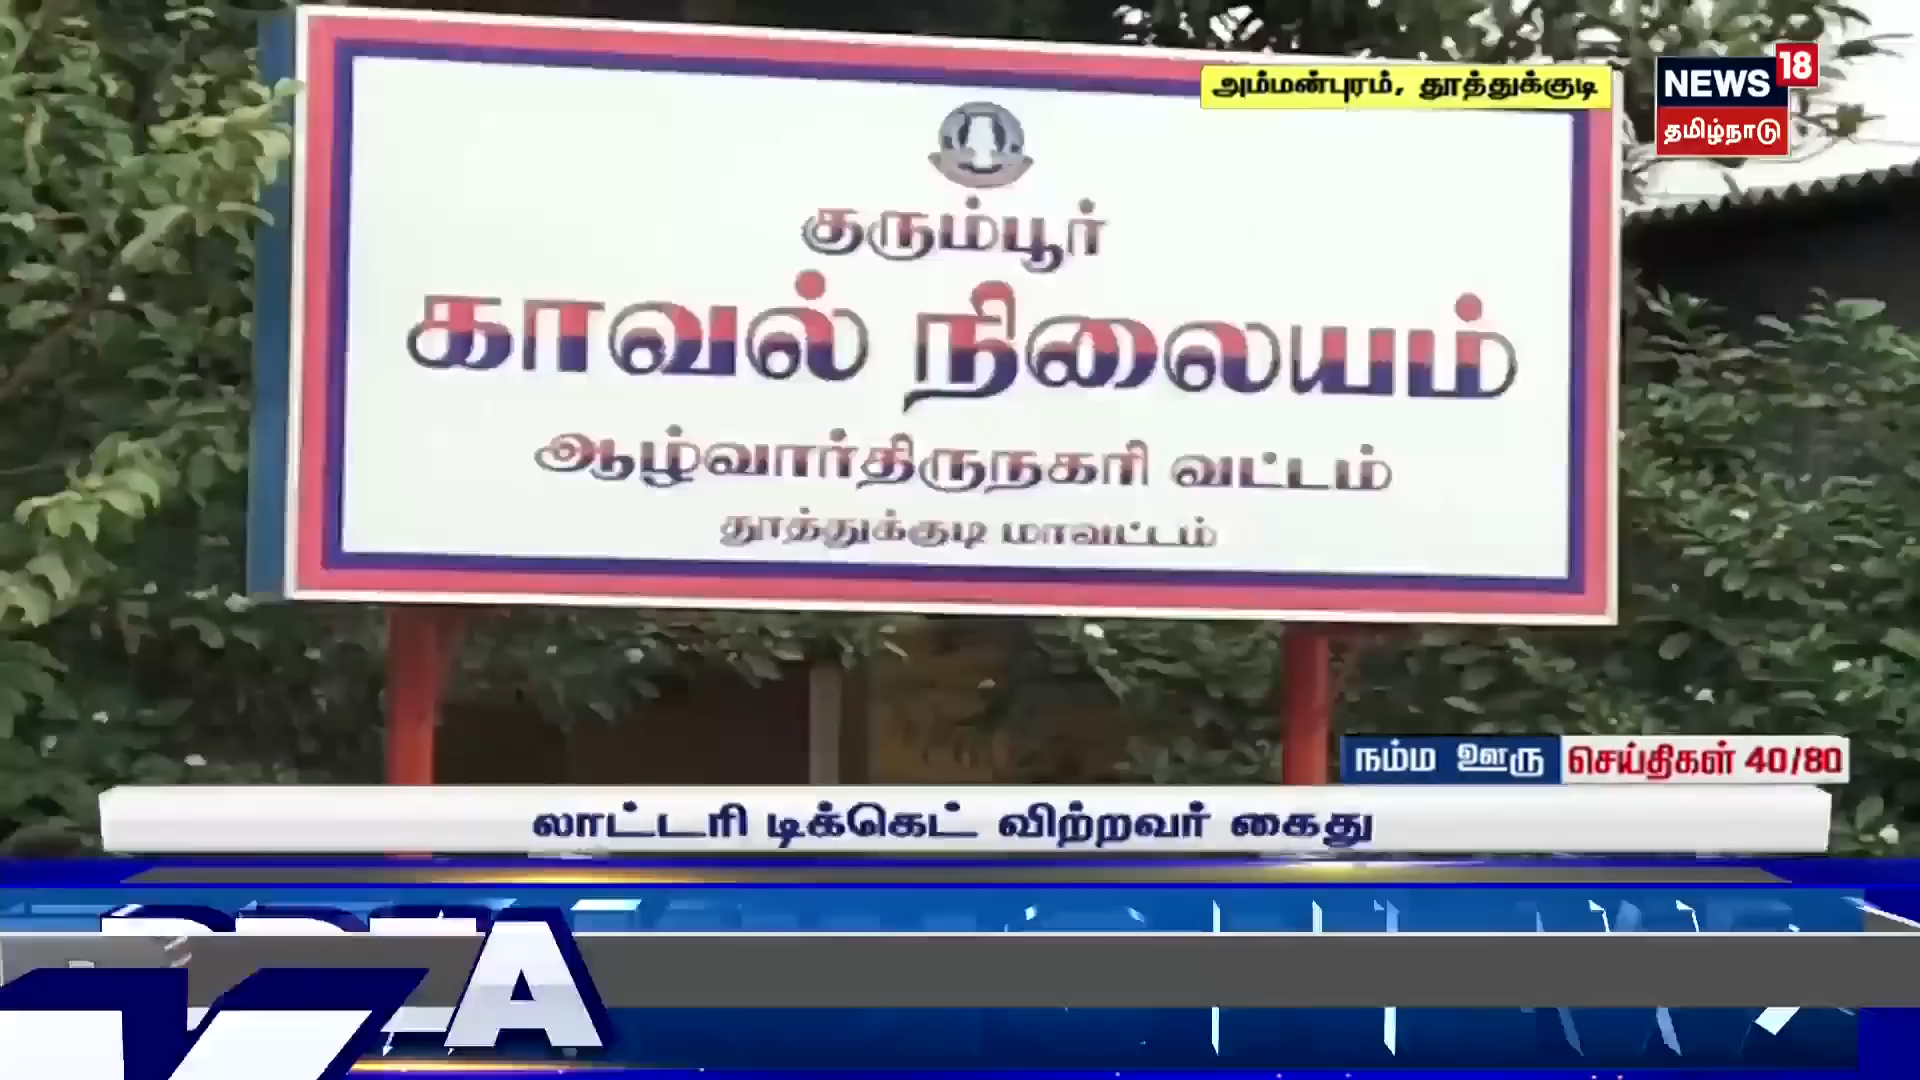 அம்மன்புரம், தூத்துக்குடி
NEWS 18
தமிழ்நாடு
குரும்பூர்
காவல் நிலையம்
ஆழ்வார்திருநகரி வட்டம்
தூத்துக்குடி மாவட்டம்
நம்ம ஊரு செய்திகள் 40/80
லாட்டரி டிக்கெட் விற்றவர் கைது